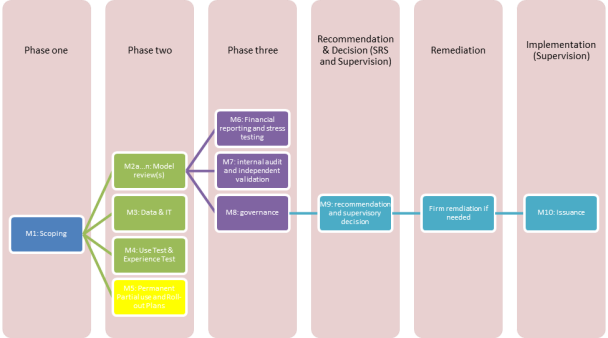 Phase one
Phase two
Phase three
Recommendation
& Decision (SRS
and Supervision)
Remediation
Implementation
(Supervision)
M1: Scoping
M2a...n: Model
review(s)
M3: Data & IT
M4: Use Test &
Experience Test
M6: Financial
reporting and stress
testing
M7: internal audit
and independent
validation
M8: governance
M9: recommendation
and supervisory
decision
Firm remdiation if
needed
M10: Issuance